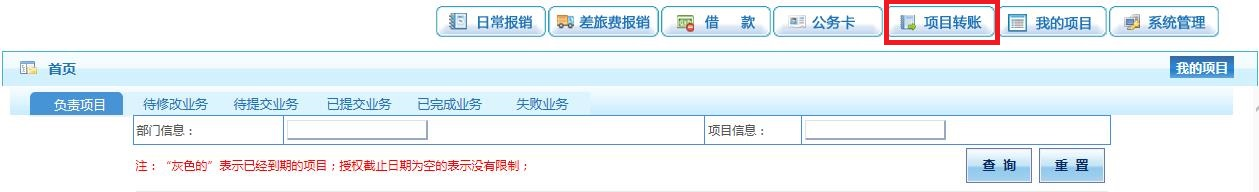 日常报销 差旅费报销 借 款 公务卡 项目转账 我的项目 系统管理
首页 我的项目
负责项目 待修改业务 待提交业务 已提交业务 已完成业务 失败业务
部门信息： 项目信息：
注：“灰色的”表示已经到期的项目；授权截止日期为空的表示没有限制； 查 询 重 置